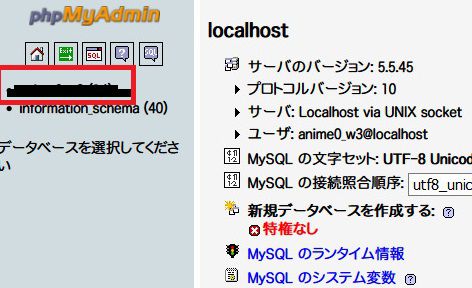 phpMyAdmin
Exit
SQL
information_schema (40)
データベースを選択してくださ
い
localhost
サーバのバージョン: 5.5.45
プロトコルバージョン: 10
サーバ: Localhost via UNIX socket
ユーザ: anime0_w3@localhost
MySQL の文字セット: UTF-8 Unicod
MySQL の接続照合順序: utf8_unic
新規データベースを作成する:
特権なし
MySQL のランタイム情報
MySQL のシステム変数